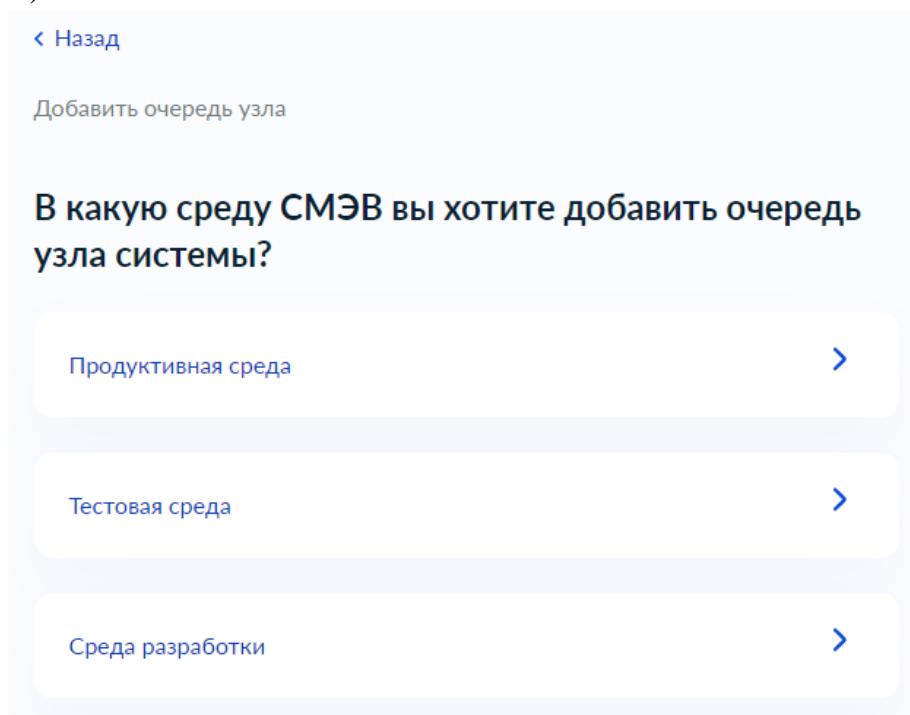 Назад
Добавить очередь узла
В какую среду СМЭВ вы хотите добавить очередь
узла системы?
Продуктивная среда
Тестовая среда
Среда разработки